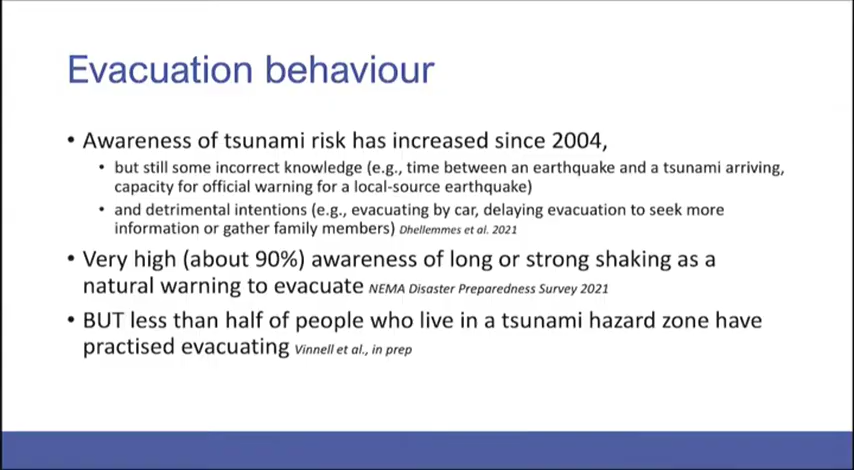 Evacuation behaviour
• Awareness of tsunami risk has increased since 2004,
• but still some incorrect knowledge (e.g., time between an earthquake and a tsunami arriving,
capacity for official warning for a local-source earthquake)
• and detrimental intentions (e.g., evacuating by car, delaying evacuation to seek more
information or gather family members) Dhellemmes et al. 2021
• Very high (about 90%) awareness of long or strong shaking as a
natural warning to evacuate NEMA Disaster Preparedness Survey 2021
• BUT less than half of people who live in a tsunami hazard zone have
practised evacuating Vinnell et al., in prep